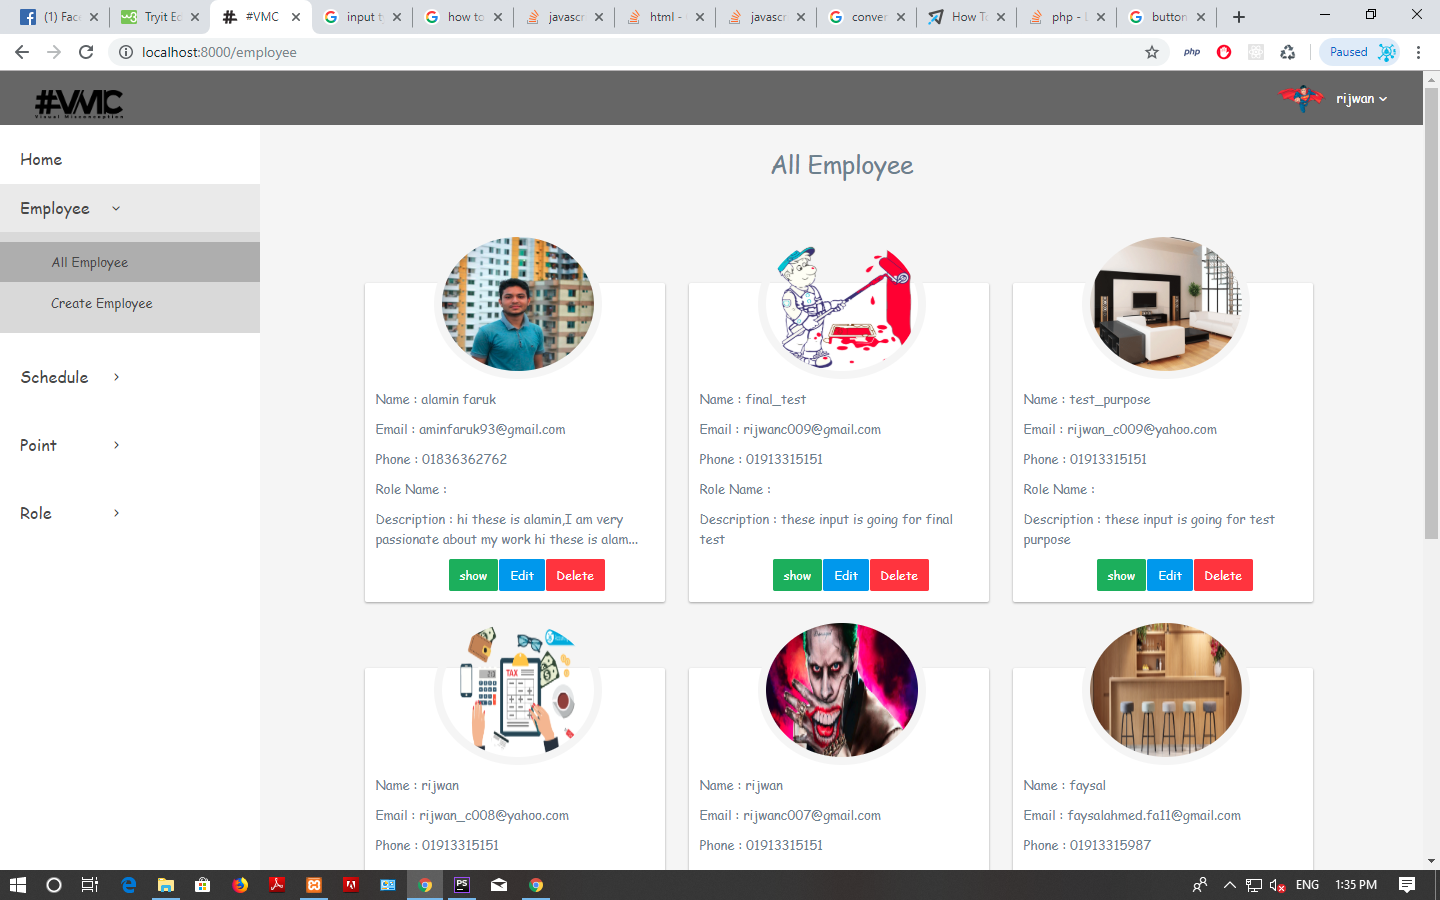 (1) Face
Tryit Ed
#VMC
input ty
how to
javascr
html -
javascr
conver
How To
php -
button
localhost:8000/employee
php
Paused
#VMC
Visual Misconception
rijwan
Home
Employee
All Employee
Create Employee
Schedule
Point
Role
All Employee
Name : alamin faruk
Email : aminfaruk93@gmail.com
Phone : 01836362762
Role Name :
Description : hi these is alamin,I am very
passionate about my work hi these is alam...
show Edit Delete
Name : final_test
Email : rijwanc009@gmail.com
Phone : 01913315151
Role Name :
Description : these input is going for final
test
show Edit Delete
Name : test_purpose
Email : rijwan_c009@yahoo.com
Phone : 01913315151
Role Name :
Description : these input is going for test
purpose
show Edit Delete
TAX
Name : rijwan
Email : rijwan_c008@yahoo.com
Phone : 01913315151
Name : rijwan
Email : rijwanc007@gmail.com
Phone : 01913315151
Name : faysal
Email : faysalahmed.fa11@gmail.com
Phone : 01913315987
PS
ENG
1:35 PM